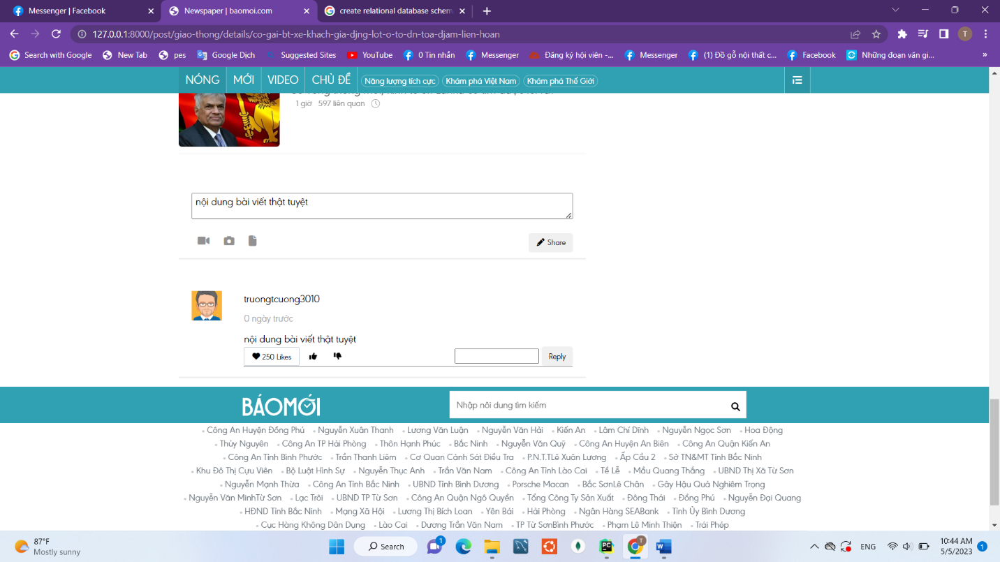 Messenger | Facebook
Newspaper | baomoi.com
create relational database schem
127.0.0.1:8000/post/giao-thong/details/co-gai-bt-xe-khach-gia-djng-lot-o-to-dn-toa-djam-lien-hoan
T
Search with Google
New Tab
pes
Google Dịch
Suggested Sites
YouTube
0 Tin nhắn
Messenger
Đăng ký hội viên -...
Messenger
(1) Đồ gỗ nội thất c...
Facebook
Những đoạn văn gi...
»
NÓNG MỚI VIDEO CHỦ ĐỀ Năng lượng tích cực Khám phá Việt Nam Khám phá Thế Giới
1 giờ 597 liên quan
nội dung bài viết thật tuyệt
Share
truongtcuong3010
0 ngày trước
nội dung bài viết thật tuyệt
250 Likes
Reply
BÁOMỚI
Nhập nôi dung tìm kiếm
Công An Huyện Đồng Phú Nguyễn Xuân Thanh Lương Văn Luận Nguyễn Văn Hải Kiến An Lâm Chí Dĩnh Nguyễn Ngọc Sơn Hoa Động
Thủy Nguyên Công An TP Hải Phòng Thôn Hạnh Phúc Bắc Ninh Nguyễn Văn Quỹ Công An Huyện An Biên Công An Quận Kiến An
Công An Tỉnh Bình Phước Trần Thanh Liêm Cơ Quan Cảnh Sát Điều Tra P.N.T.TLê Xuân Lương Ấp Cầu 2 Sở TN&MT Tỉnh Bắc Ninh
Khu Đô Thị Cựu Viên Bộ Luật Hình Sự Nguyễn Thục Anh Trần Văn Nam Công An Tỉnh Lào Cai Tề Lễ Mầu Quang Thắng UBND Thị Xã Từ Sơn
Nguyễn Mạnh Thừa Công An Tỉnh Bắc Ninh UBND Tỉnh Bình Dương Porsche Macan Bắc SơnLê Chân Gây Hậu Quả Nghiêm Trọng
Nguyễn Văn MinhTừ Sơn Lạc Trôi UBND TP Từ Sơn Công An Quận Ngô Quyền Tổng Công Ty Sản Xuất Đông Thái Đồng Phú Nguyễn Đại Quang
HĐND Tỉnh Bắc Ninh Mạng Xã Hội Lương Thị Bích Loan Yên Bái Hải Phòng Ngân Hàng SEABank Tỉnh Ủy Bình Dương
Cục Hàng Không Dân Dụng Lào Cai Dương Trần Văn Nam TP Từ SơnBình Phước Phạm Lê Minh Thiện Trái Phép
87°F
Mostly sunny
Search
1
T
ENG
10:44 AM
5/5/2023
1